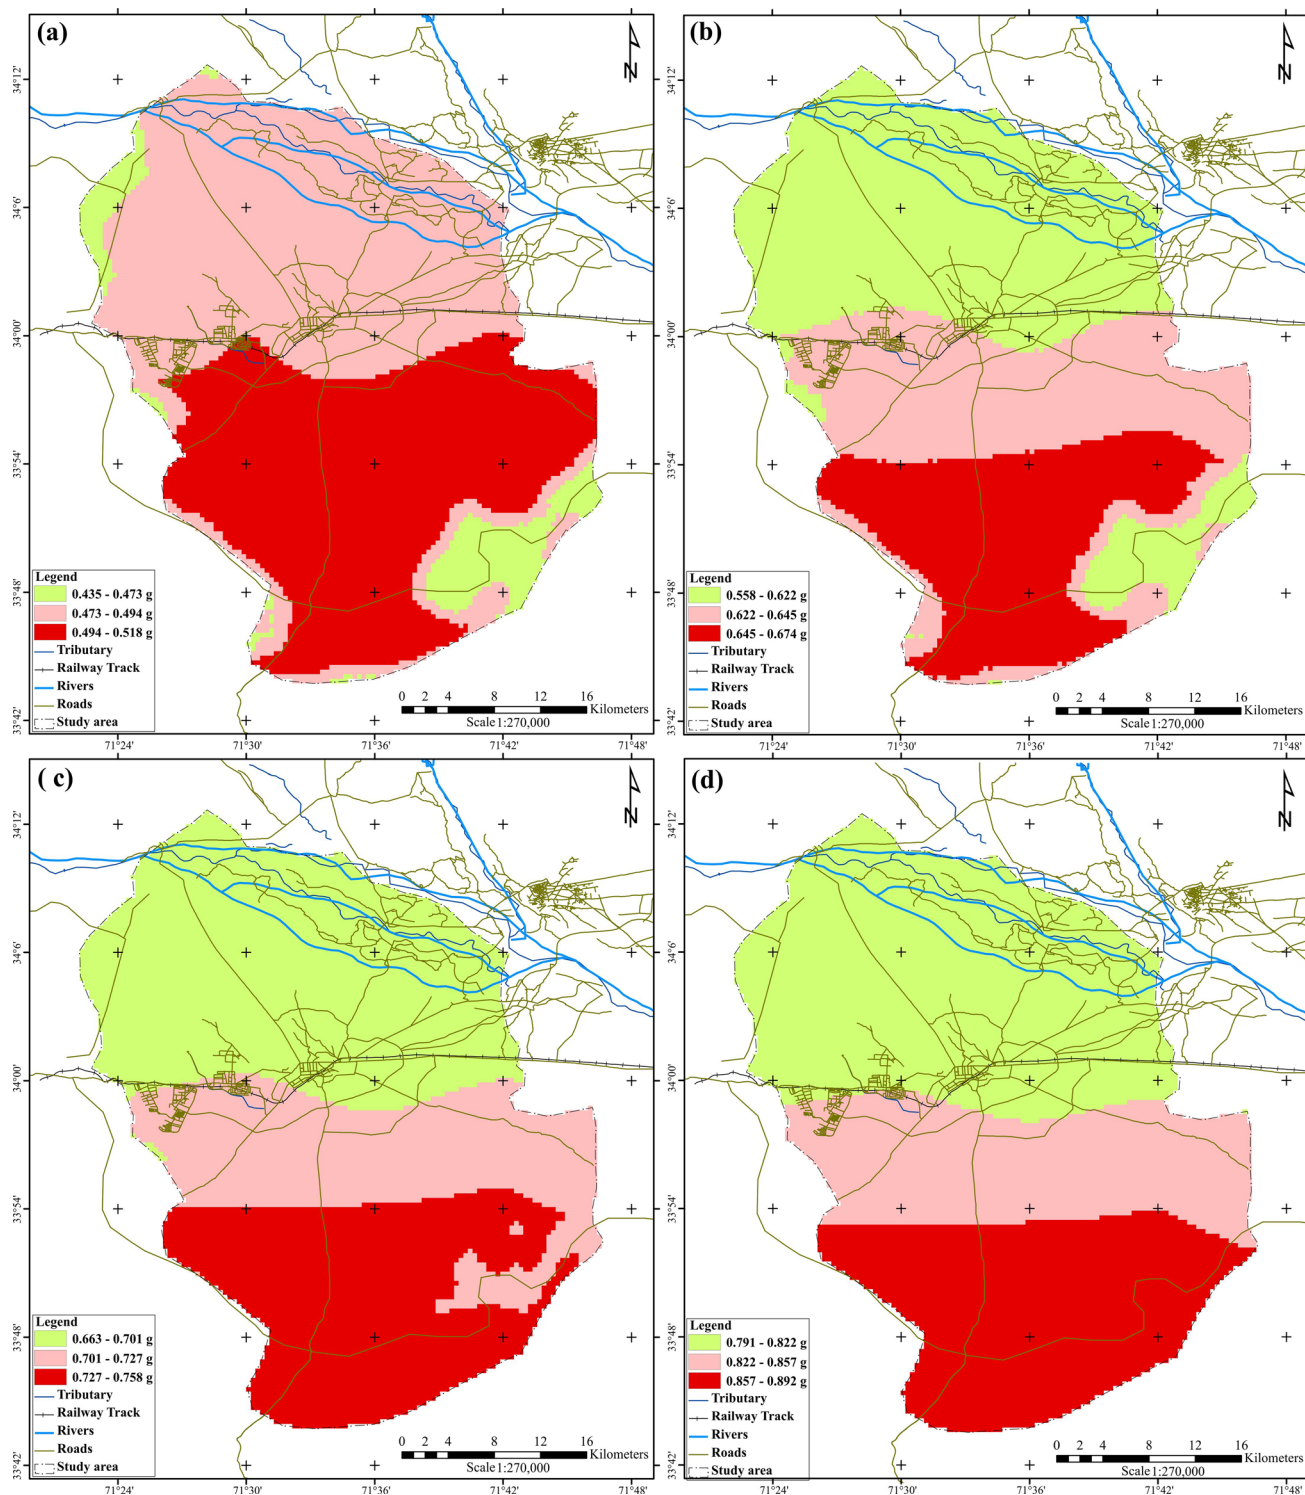 (a)
N
34°12'
34°6'
34°00'
33°54'
33°48'
33°42'
Legend
0.435 - 0.473 g
0.473 - 0.494 g
0.494 - 0.518 g
Tributary
Railway Track
Rivers
Roads
Study area
0 2 4 8 12 16
Kilometers
Scale 1:270,000
71°24' 71°30' 71°36' 71°42' 71°48'
(b)
N
34°12'
34°6'
34°00'
33°54'
33°48'
33°42'
Legend
0.558 - 0.622 g
0.622 - 0.645 g
0.645 - 0.674 g
Tributary
Railway Track
Rivers
Roads
Study area
0 2 4 8 12 16
Kilometers
Scale 1:270,000
71°24' 71°30' 71°36' 71°42' 71°48'
( c)
N
34°12'
34°6'
34°00'
33°54'
33°48'
33°42'
Legend
0.663 - 0.701 g
0.701 - 0.727 g
0.727 - 0.758 g
Tributary
Railway Track
Rivers
Roads
Study area
0 2 4 8 12 16
Kilometers
Scale 1:270,000
71°24' 71°30' 71°36' 71°42' 71°48'
(d)
N
34°12'
34°6'
34°00'
33°54'
33°48'
33°42'
Legend
0.791 - 0.822 g
0.822 - 0.857 g
0.857 - 0.892 g
Tributary
Railway Track
Rivers
Roads
Study area
0 2 4 8 12 16
Kilometers
Scale 1:270,000
71°24' 71°30' 71°36' 71°42' 71°48'